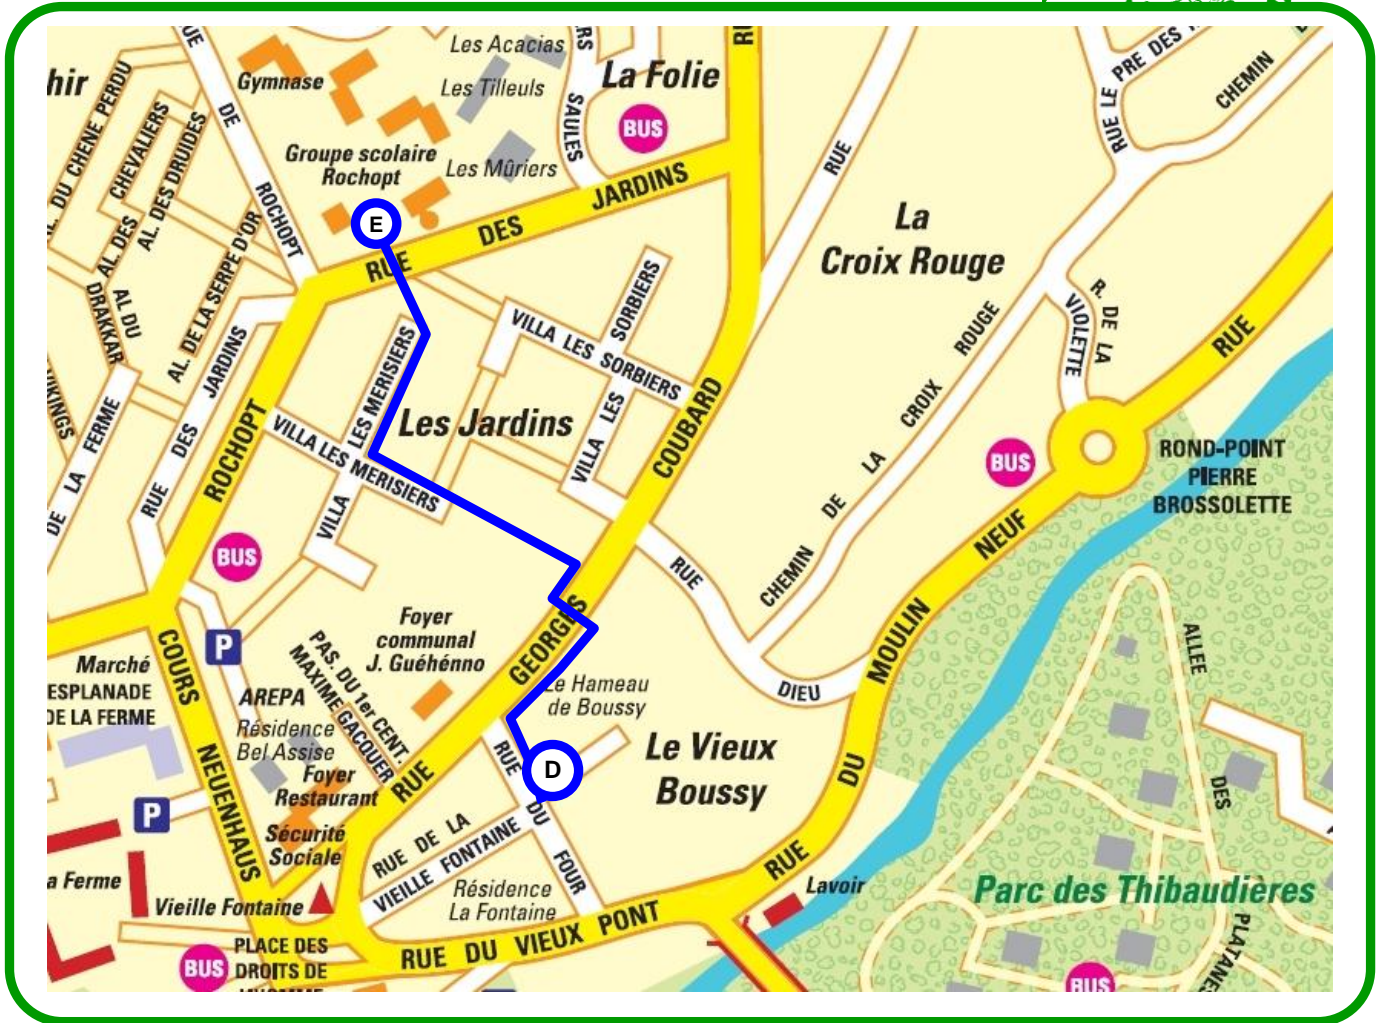 hir
UE
DE
ROCHOPT
Gymnase
Les Acacias
Les Tilleuls
Les Mûriers
SAULES
La Folie
BUS
Groupe scolaire
Rochopt
E
RUE
DES
JARDINS
AL. DU CHENE PERDU
AL. DES
CHEVALIERS
AL. DES DRUIDES
AL. DE LA SERPE D'OR
AL DU
DRAKKAR
VIKINGS
DE LA FERME
RUE DES JARDINS
ROCHOPT
BUS
VILLA LES MERISIERS
VILLA
LES MERISIERS
Les Jardins
VILLA LES SORBIERS
VILLA LES
SORBIERS
RUE
La
Croix Rouge
RUE LE PRE DES
CHEMIN
CHEMIN
DE
LA
CROIX
ROUGE
R. DE LA
VIOLETTE
RUE
ROND-POINT
PIERRE
BROSSOLETTE
BUS
NEUF
MOULIN
DU
RUE
RUE
DIEU
COUBARD
GEORGES
RUE
Foyer
communal
J. Guéhénno
PAS. DU 1er CENT.
MAXIME GACQUER
P
Marché
ESPLANADE
DE LA FERME
COURS
NEUENHAUS
AREPA
Résidence
Bel Assise
Foyer
Restaurant
Sécurité
Sociale
P
a Ferme
Vieille Fontaine
BUS
PLACE DES
DROITS DE
Le Hameau
de Boussy
D
RUE
DU
FOUR
Le Vieux
Boussy
RUE DE LA
VIEILLE FONTAINE
Résidence
La Fontaine
RUE DU VIEUX PONT
Lavoir
Parc des Thibaudières
ALLEE
DES
PLATANES
BUS